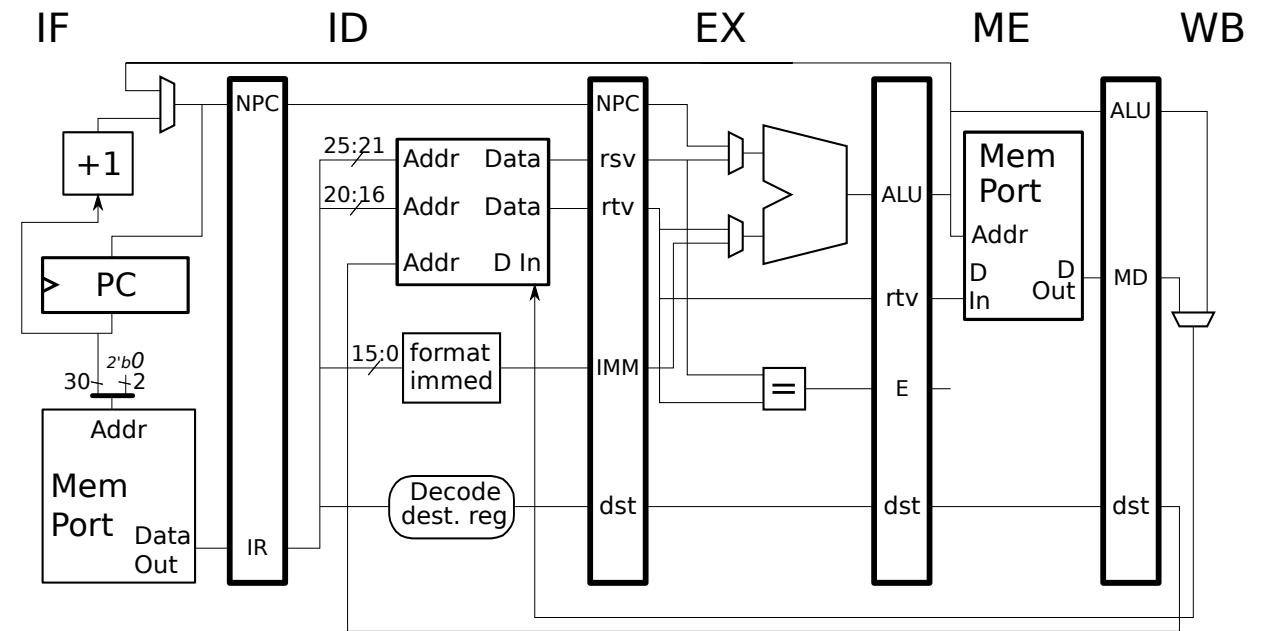 IF
ID
EX
ME
WB
+1
PC
2'b0
30
2
Addr
Mem
Port
Data
Out
NPC
IR
25:21
20:16
Addr Data
Addr Data
Addr D In
15:0
format
immed
Decode
dest. reg
NPC
rsv
rtv
IMM
dst
=
ALU
rtv
E
dst
Mem
Port
Addr
D
In
D
Out
ALU
MD
dst